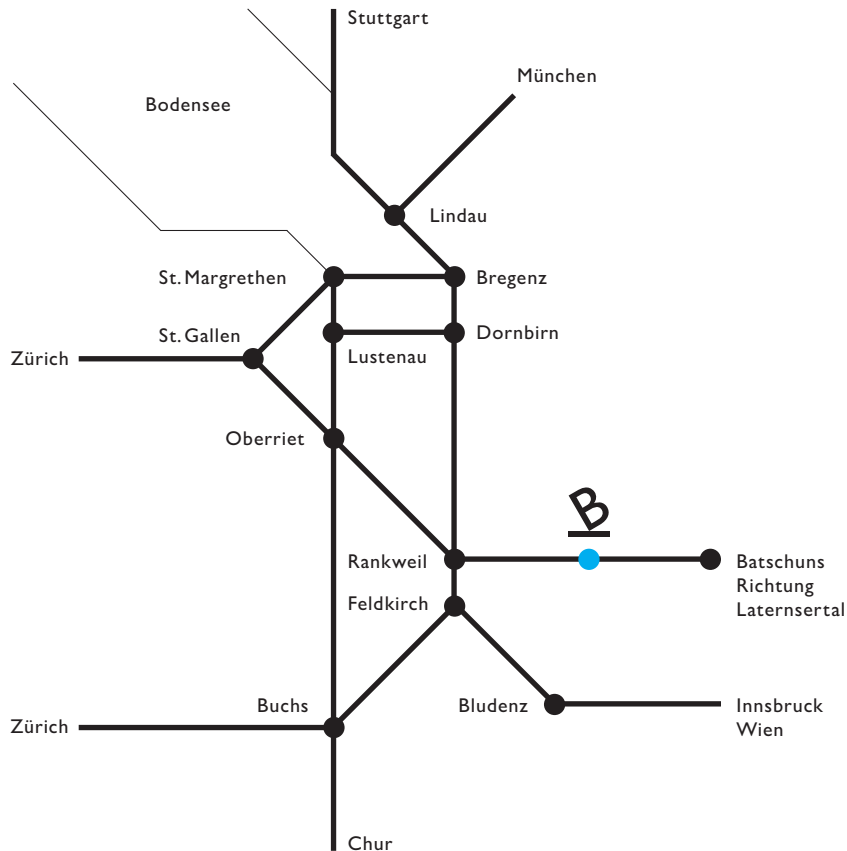 Stuttgart
München
Bodensee
Lindau
St. Margrethen
Bregenz
St. Gallen
Dornbirn
Zürich
Lustenau
Oberriet
B
Rankweil
Batschuns
Richtung
Laternsertal
Feldkirch
Buchs
Bludenz
Innsbruck
Wien
Zürich
Chur